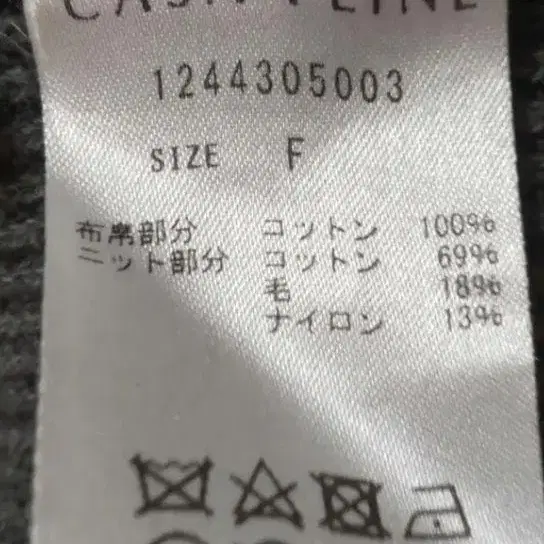 1244305003
SIZE F
布帛部分 コットン 100%
ニット部分 コットン 69%
毛 18%
ナイロン 13%